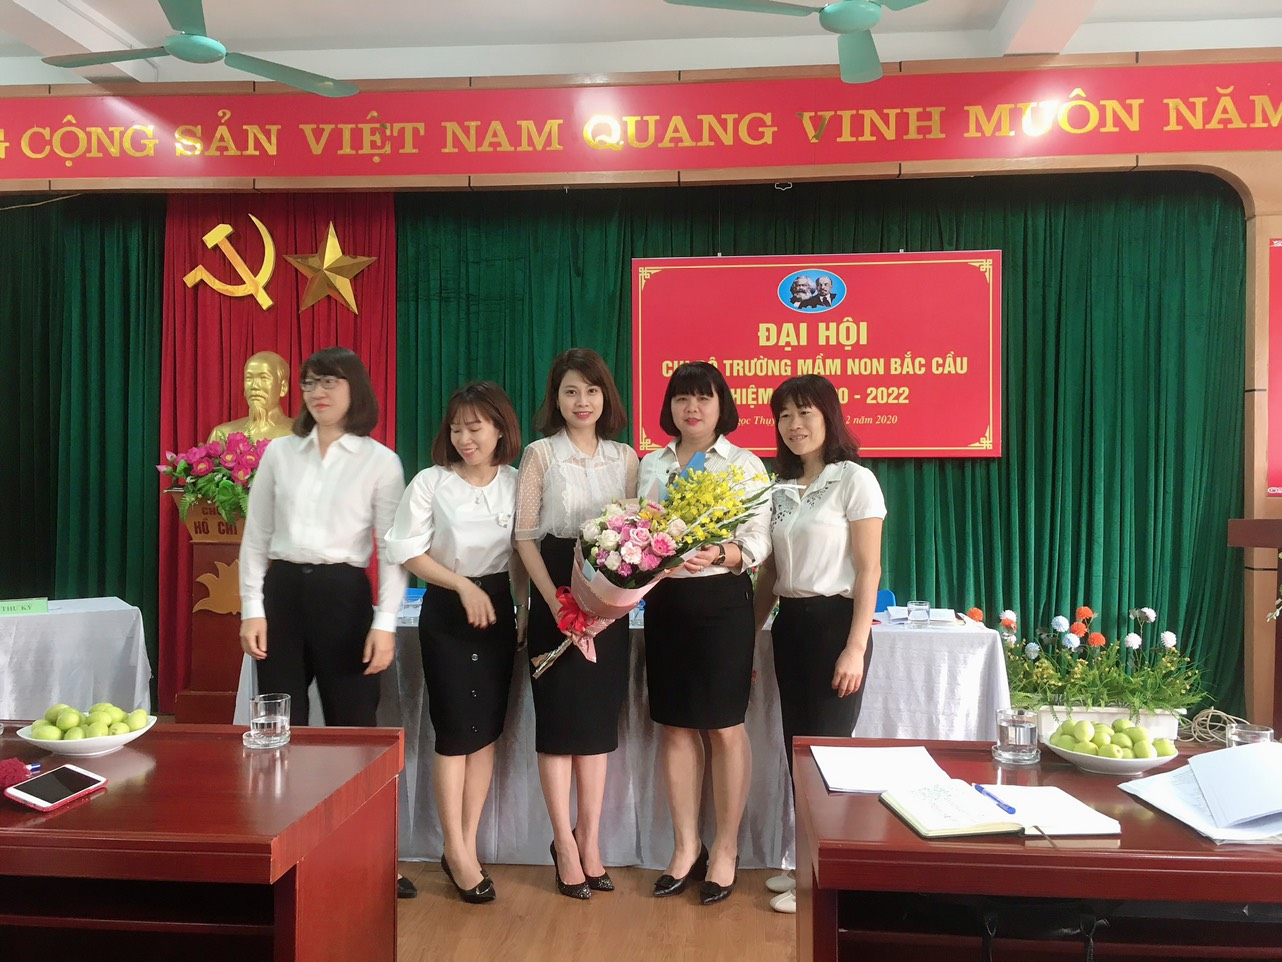 CỘNG SẢN VIỆT NAM QUANG VINH MUÔN NĂM
ĐẠI HỘI
TRƯỜNG MẦM NON BẮC CẦU
- 2022
2 năm 2020
HỒ CHÍ
THƯ KÝ